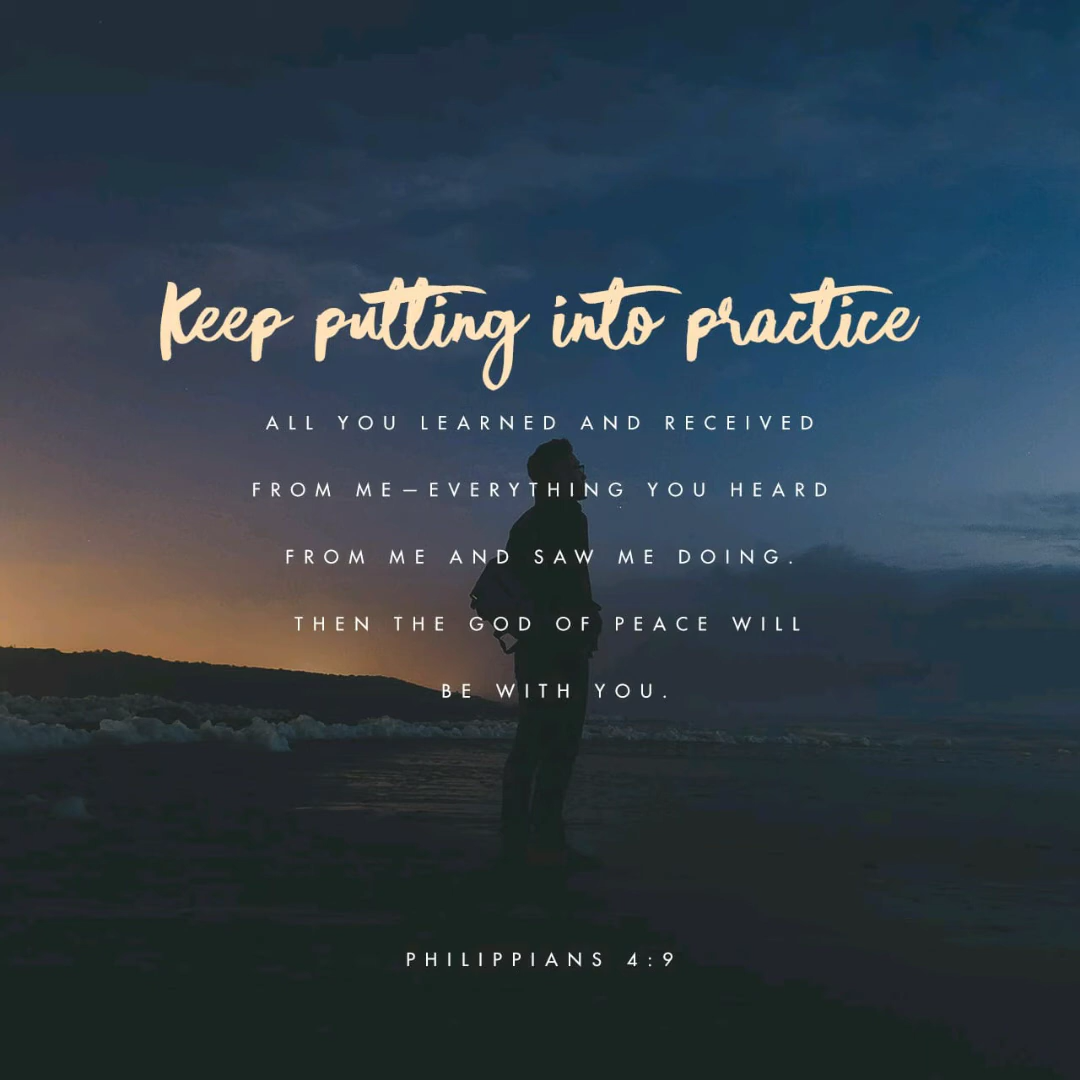 Keep putting into practice
ALL YOU LEARNED AND RECEIVED
FROM ME—EVERYTHING YOU HEARD
FROM ME AND SAW ME DOING.
THEN THE GOD OF PEACE WILL
BE WITH YOU.
PHILIPPIANS 4:9